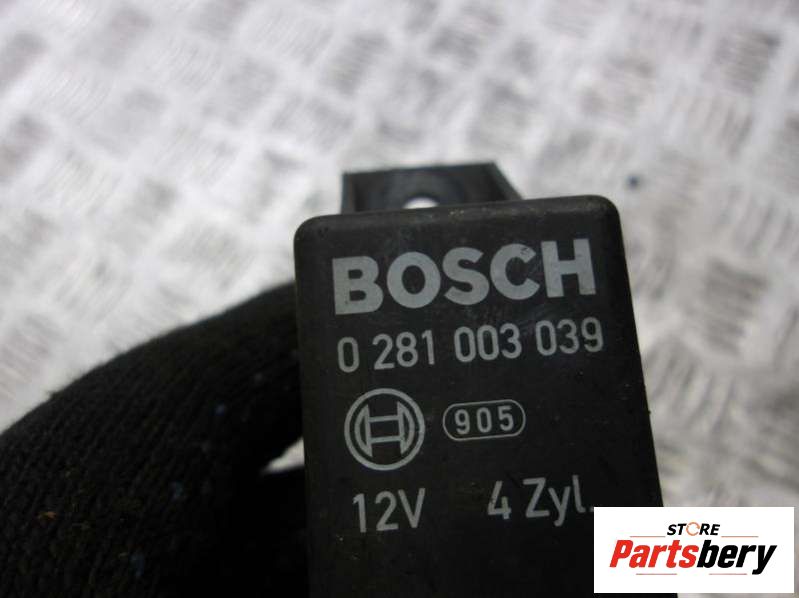 BOSCH
0 281 003 039
905
12V 4 Zyl.
STORE
Partsbery